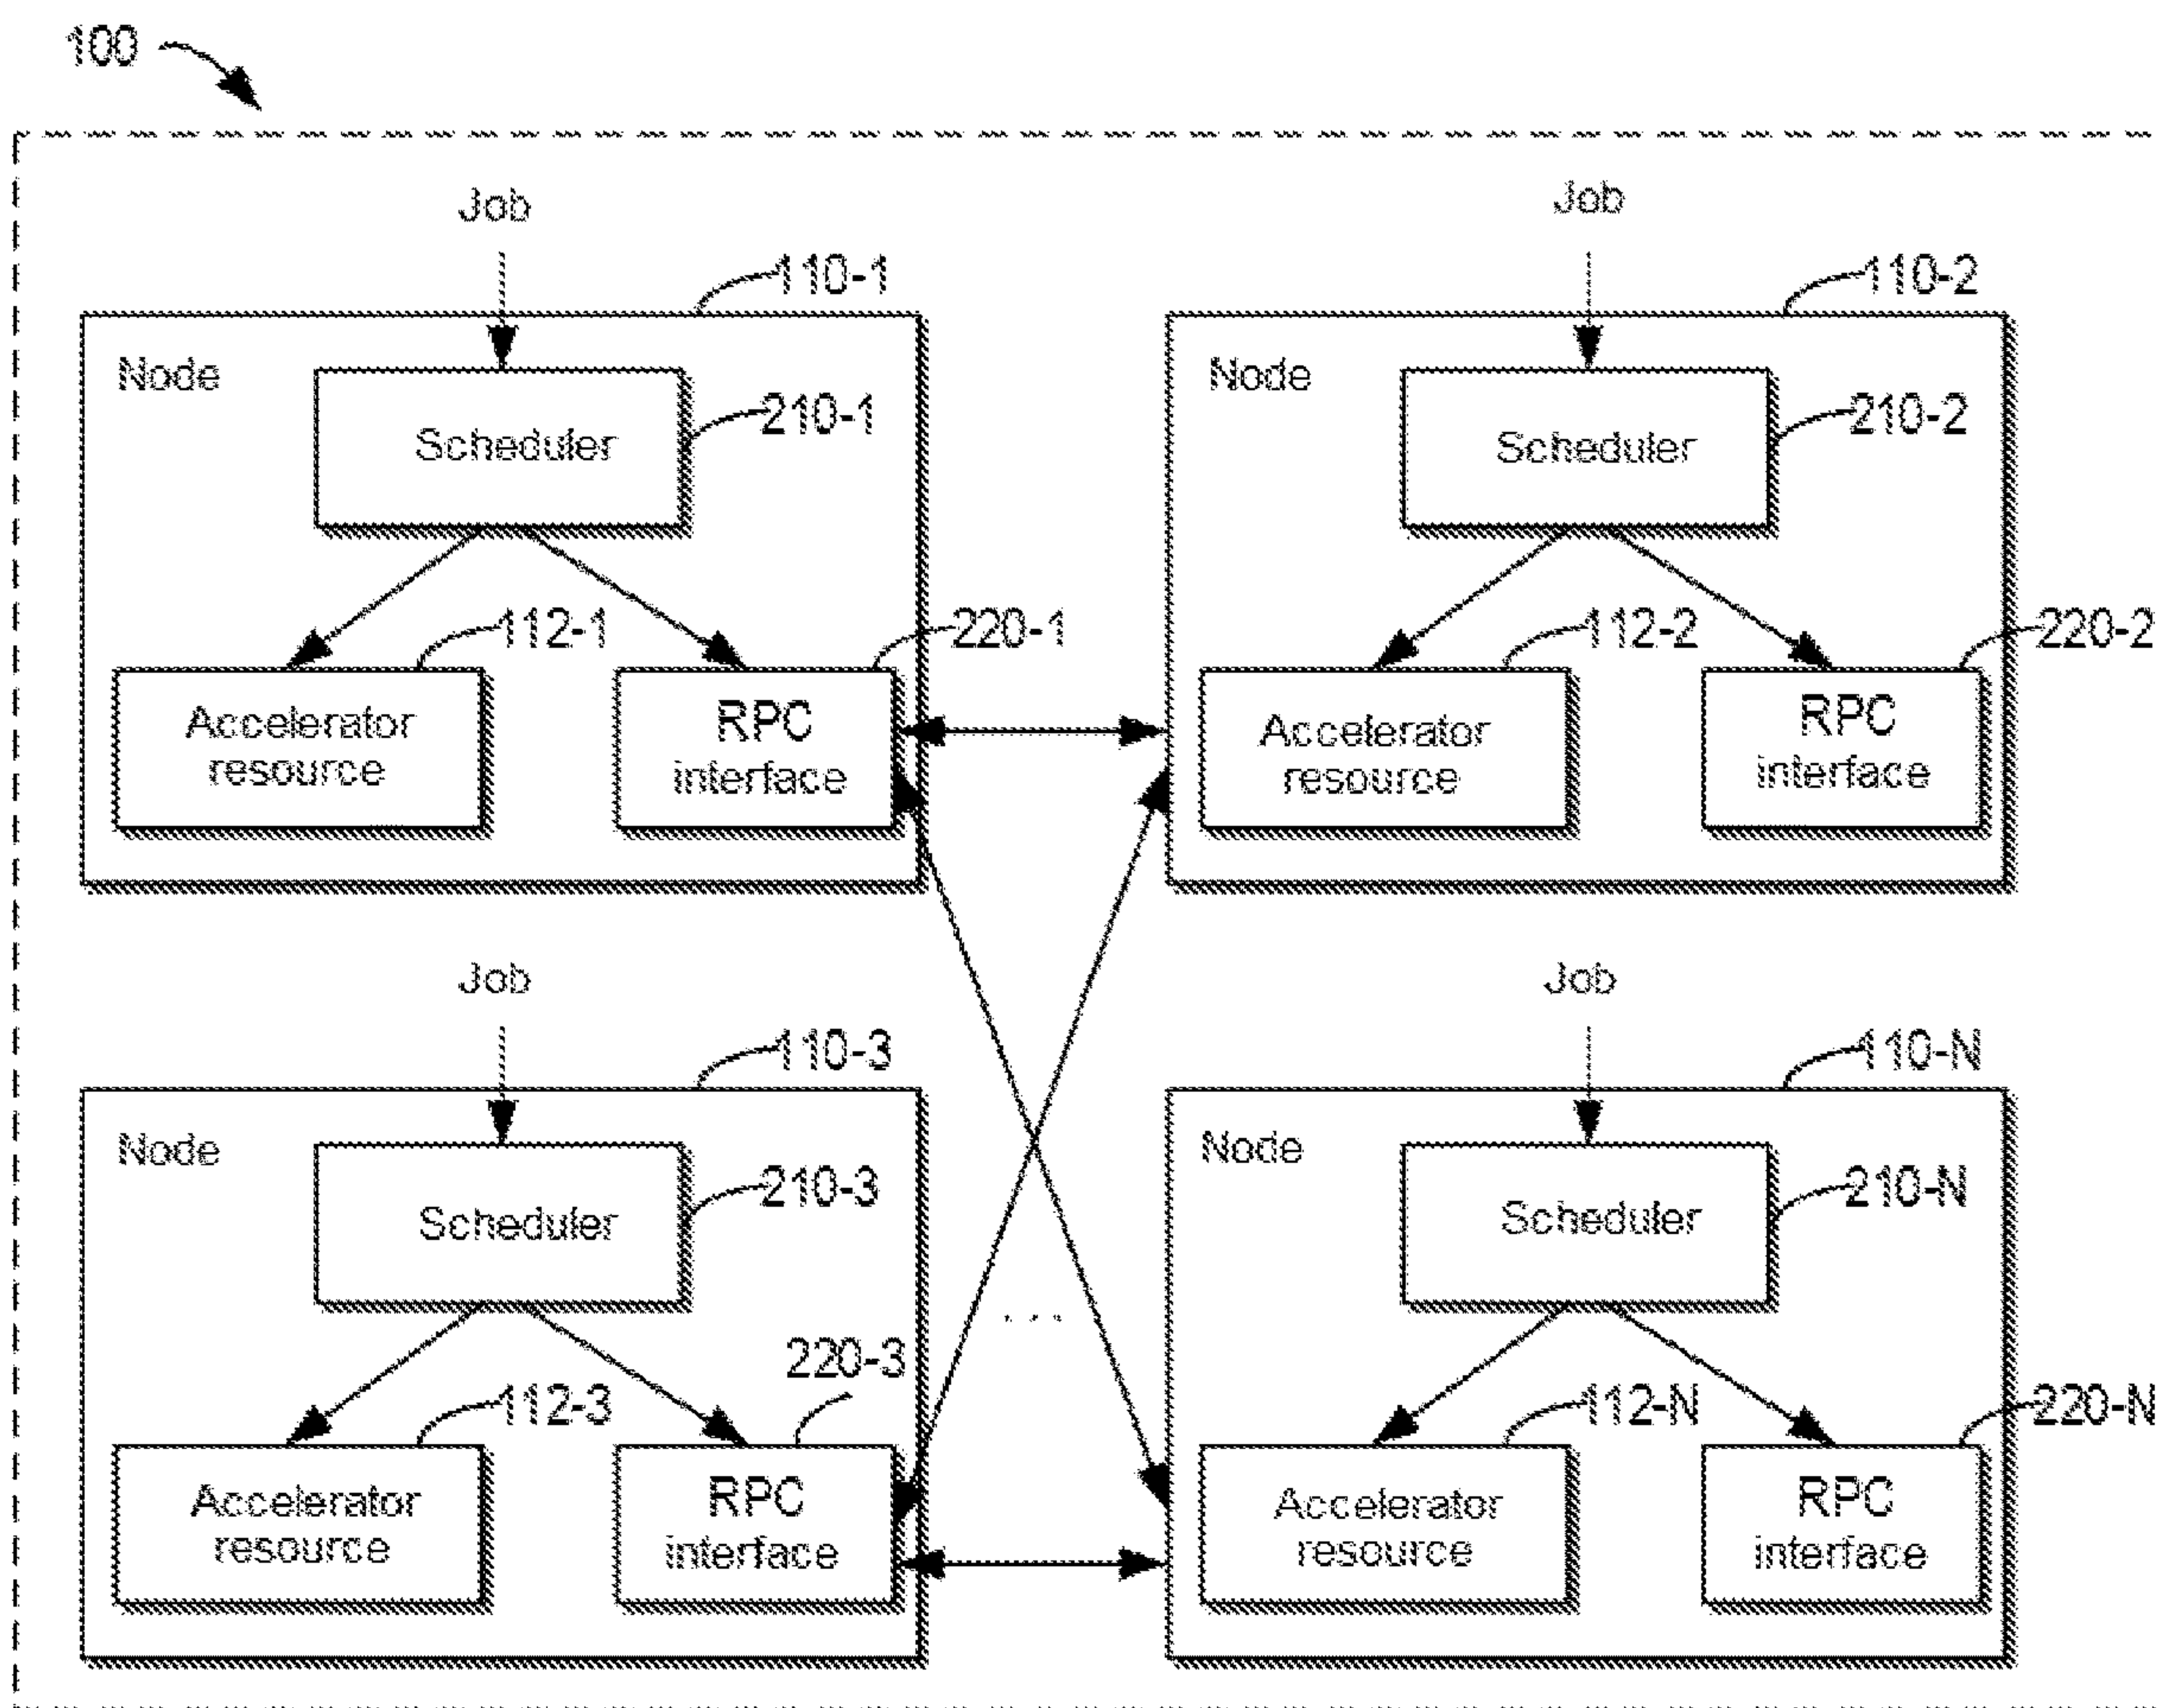 100
Job
Job
110-1
110-2
Node
Scheduler
210-1
Node
Scheduler
210-2
112-1
220-1
112-2
220-2
Accelerator
resource
RPC
interface
Accelerator
resource
RPC
interface
Job
Job
110-3
110-N
Node
Scheduler
210-3
Node
Scheduler
210-N
...
220-3
112-3
112-N
220-N
Accelerator
resource
RPC
interface
Accelerator
resource
RPC
interface